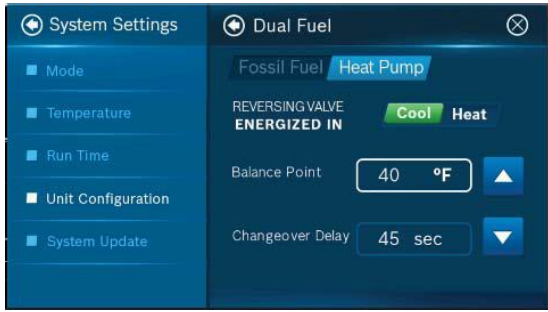 System Settings
Mode
Temperature
Run Time
Unit Configuration
System Update
Dual Fuel
Fossil Fuel Heat Pump
REVERSING VALVE
ENERGIZED IN
Cool Heat
Balance Point
40 ºF
Changeover Delay
45 sec